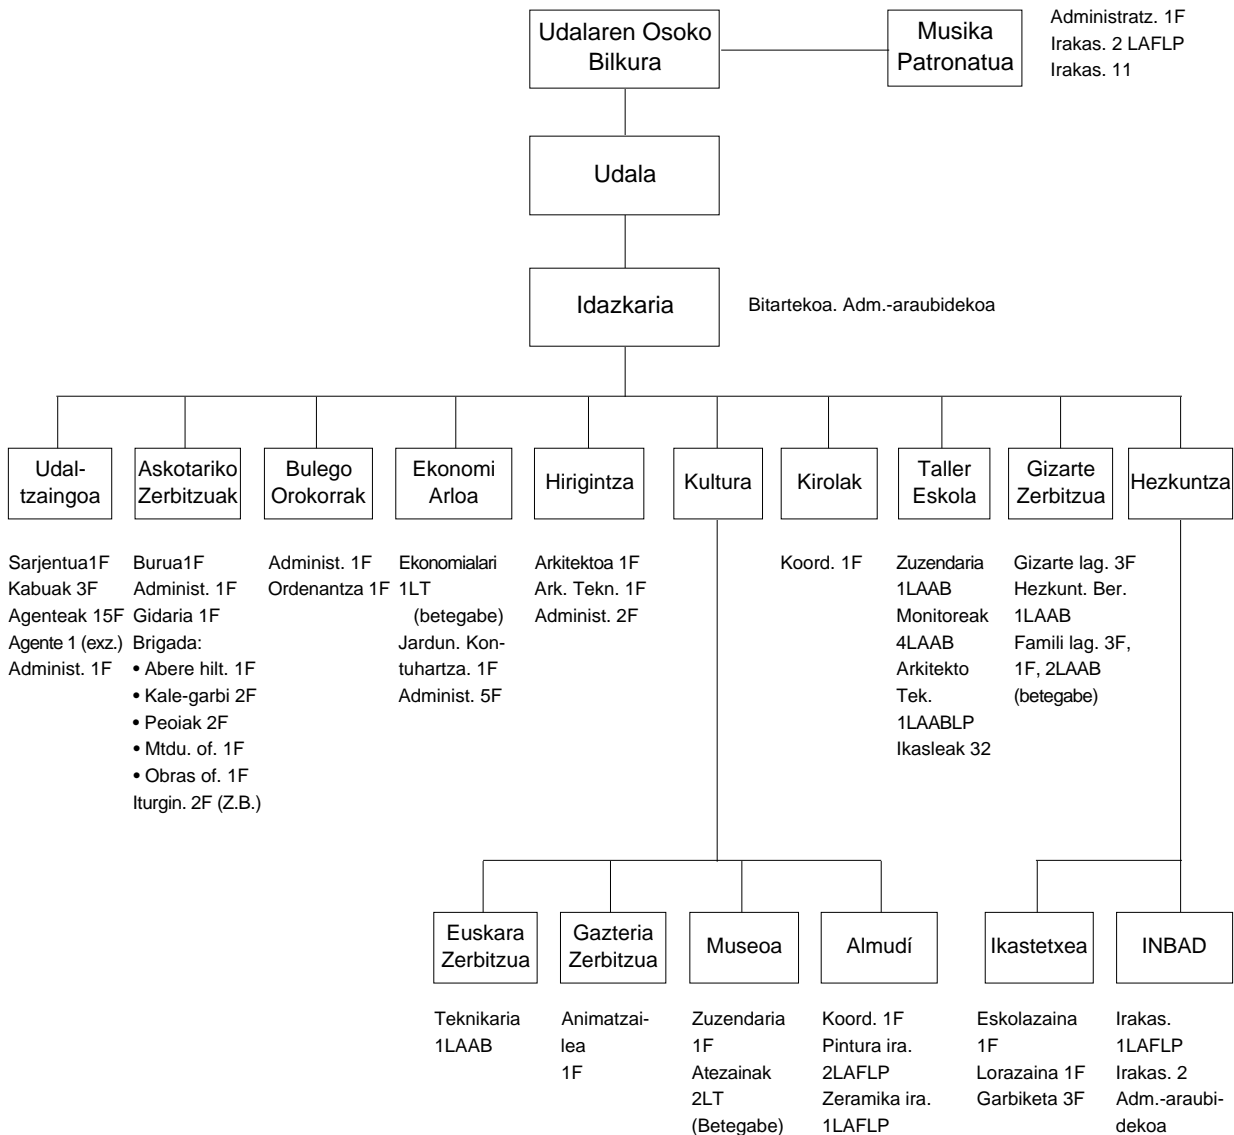 Udalaren Osoko
Bilkura
Musika
Patronatua
Administratz. 1F
Irakas. 2 LAFLP
Irakas. 11
Udala
Idazkaria
Bitartekoa. Adm.-araubidekoa
Udal-
tzaingoa
Sarjentua1F
Kabuak 3F
Agenteak 15F
Agente 1 (exz.)
Administ. 1F
Askotariko
Zerbitzuak
Burua1F
Administ. 1F
Gidaria 1F
Brigada:
• Abere hilt. 1F
• Kale-garbi 2F
• Peoiak 2F
• Mtdu. of. 1F
• Obras of. 1F
Iturgin. 2F (Z.B.)
Bulego
Orokorrak
Administ. 1F
Ordenantza 1F
Ekonomi
Arloa
Ekonomialari
1LT
(betegabe)
Jardun. Kon-
tuhartza. 1F
Administ. 5F
Hirigintza
Arkitektoa 1F
Ark. Tekn. 1F
Administ. 2F
Kultura
Kirolak
Koord. 1F
Taller
Eskola
Zuzendaria
1LAAB
Monitoreak
4LAAB
Arkitekto
Tek.
1LAABLP
Ikasleak 32
Gizarte
Zerbitzua
Gizarte lag. 3F
Hezkunt. Ber.
1LAAB
Famili lag. 3F,
1F, 2LAAB
(betegabe)
Hezkuntza
Euskara
Zerbitzua
Teknikaria
1LAAB
Gazteria
Zerbitzua
Animatzai-
lea
1F
Museoa
Zuzendaria
1F
Atezainak
2LT
(Betegabe)
Almudí
Koord. 1F
Pintura ira.
2LAFLP
Zeramika ira.
1LAFLP
Ikastetxea
Eskolazaina
1F
Lorazaina 1F
Garbiketa 3F
INBAD
Irakas.
1LAFLP
Irakas. 2
Adm.-araubi-
dekoa